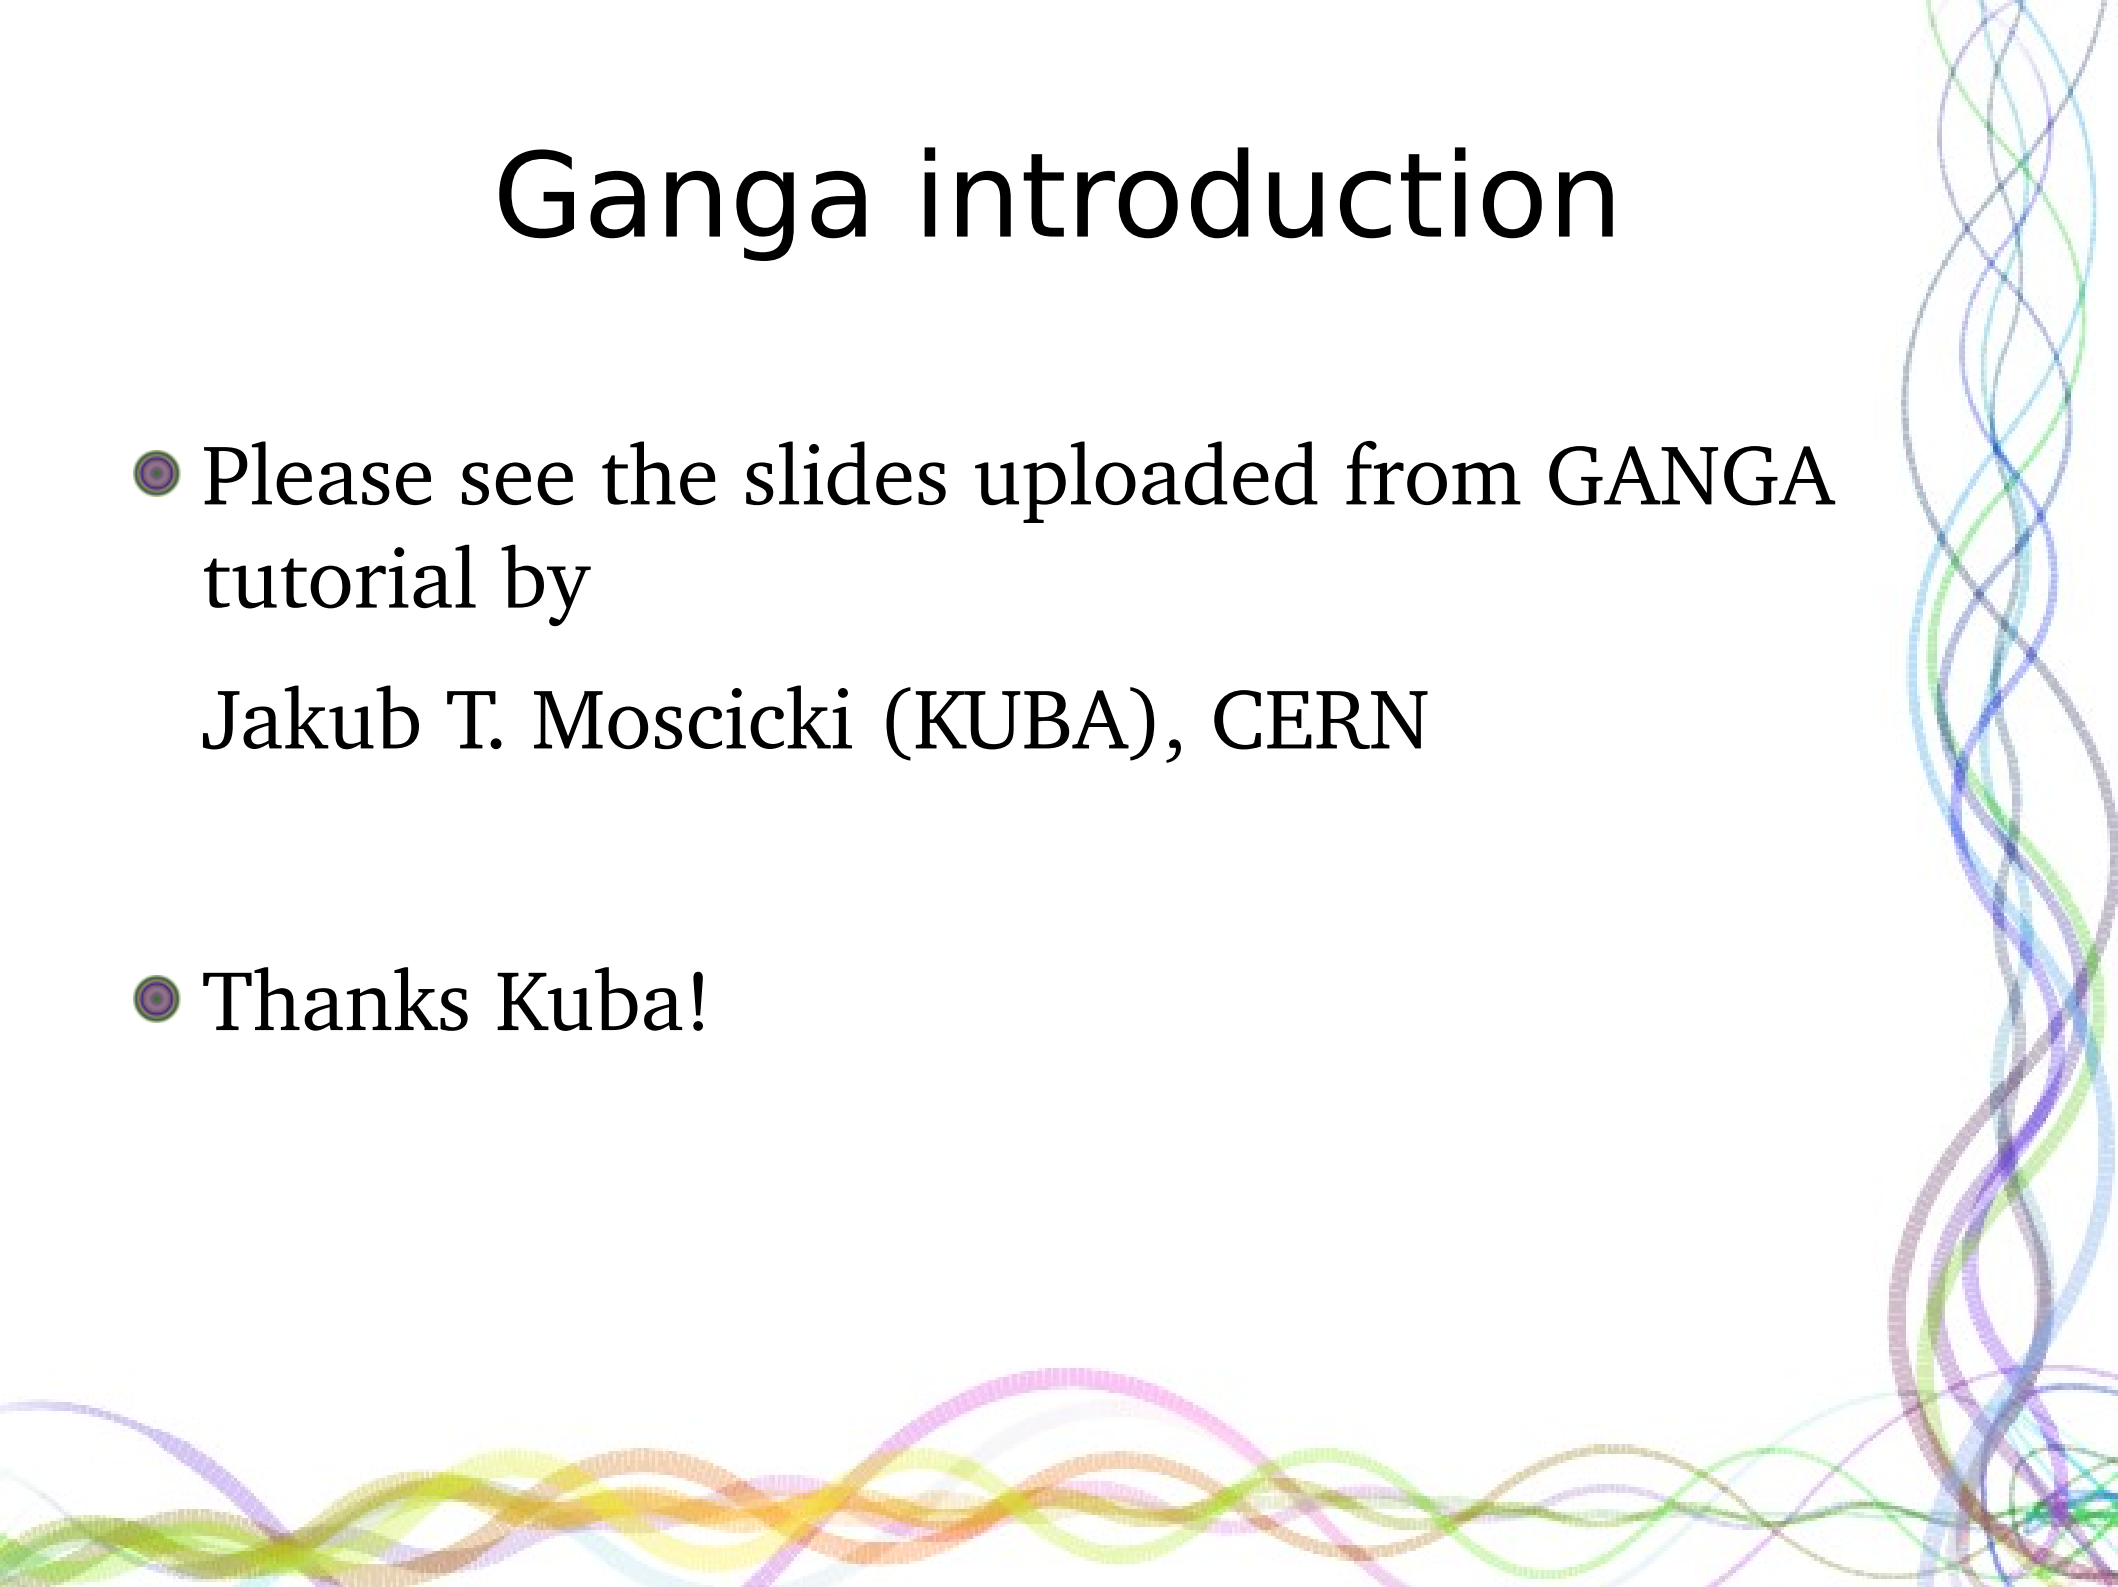 Ganga introduction
Please see the slides uploaded from GANGA
tutorial by
Jakub T. Moscicki (KUBA), CERN
Thanks Kuba!